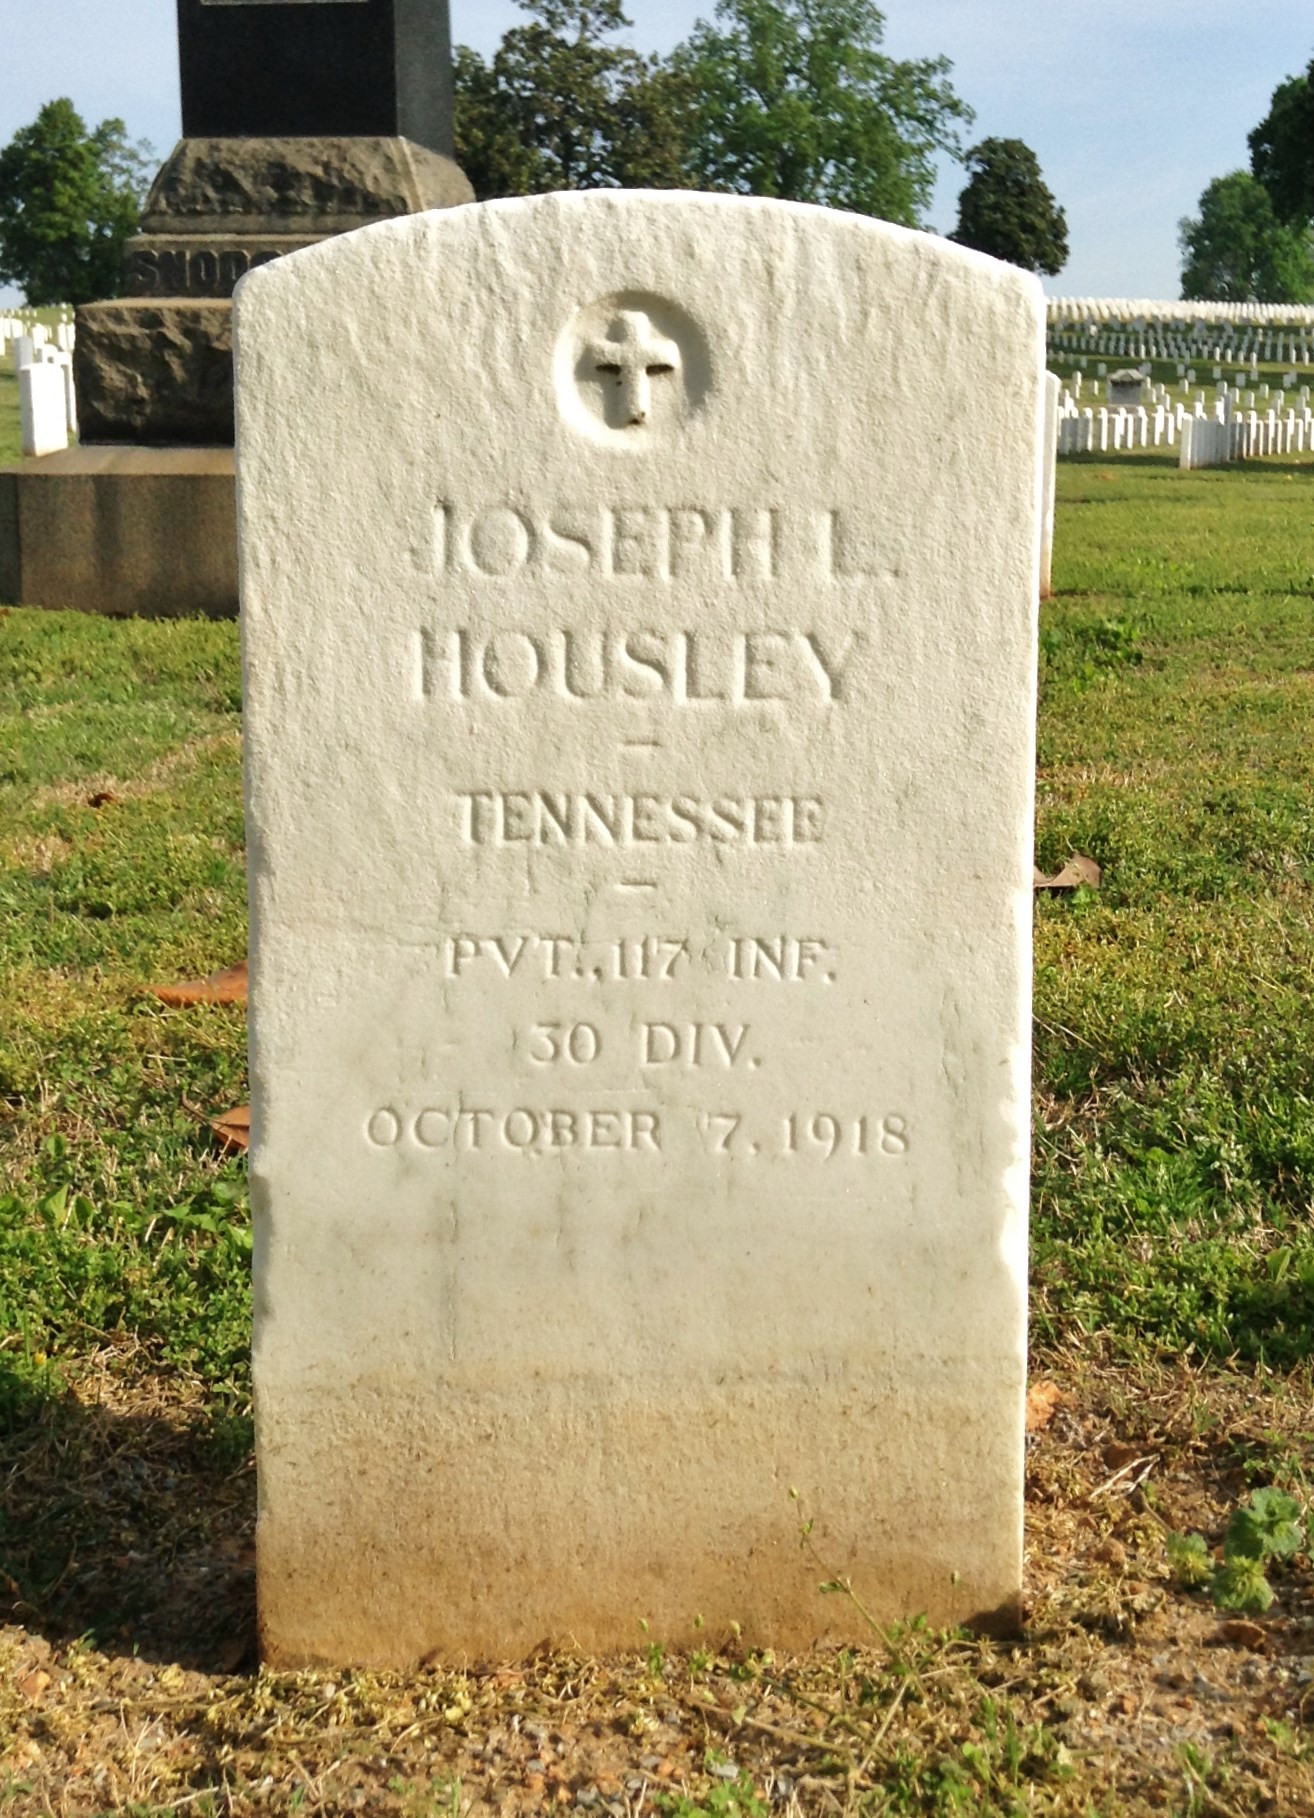 JOSEPH L.
HOUSLEY
TENNESSEE
PVT., 117 INF.
30 DIV.
OCTOBER 7, 1918